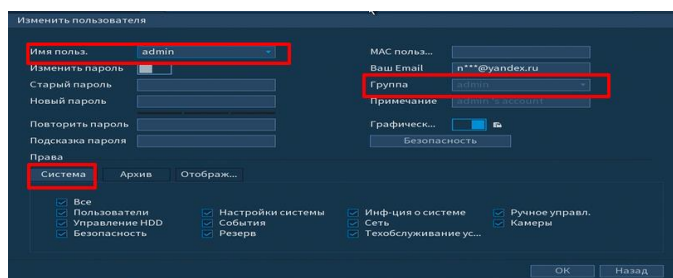 Изменить пользователя
Имя польз. admin MAC польз...
Изменить пароль Ваш Email n***@yandex.ru
Старый пароль Группа admin
Новый пароль Примечание admin 's account
Повторить пароль Графическ...
Подсказка пароля Безопасность
Права
Система Архив Отображ...
Все
Пользователи Настройки системы Инф-ция о системе Ручное управл.
Управление HDD События Сеть Камеры
Безопасность Резерв Техобслуживание ус...
ОК Назад